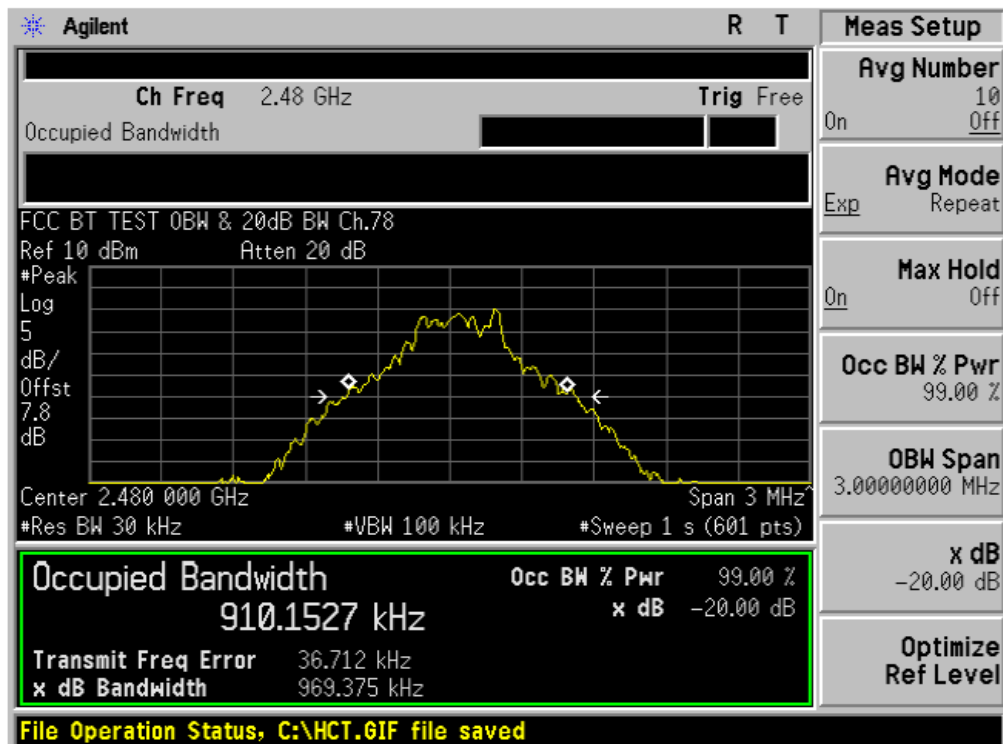 Agilent R T
Ch Freq 2.48 GHz Trig Free
Occupied Bandwidth
FCC BT TEST OBW & 20dB BW Ch.78
Ref 10 dBm Atten 20 dB
#Peak
Log
5
dB/
Offst
7.8
dB
Center 2.480 000 GHz Span 3 MHz^
#Res BW 30 kHz #VBW 100 kHz #Sweep 1 s (601 pts)
Occupied Bandwidth Occ BW % Pwr 99.00 %
910.1527 kHz x dB -20.00 dB
Transmit Freq Error 36.712 kHz
x dB Bandwidth 969.375 kHz
File Operation Status, C:\HCT.GIF file saved
Meas Setup
Avg Number
10
On Off
Avg Mode
Exp Repeat
Max Hold
On Off
Occ BW % Pwr
99.00 %
OBW Span
3.00000000 MHz
x dB
-20.00 dB
Optimize
Ref Level